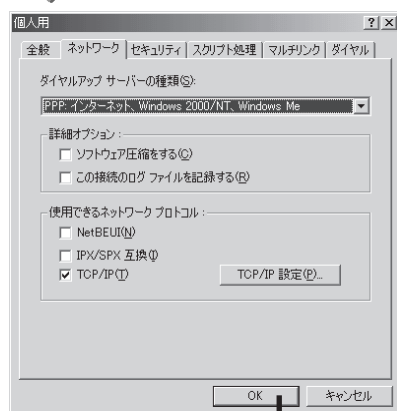 個人用
? ×
全般 ネットワーク セキュリティ スクリプト処理 マルチリンク ダイヤル
ダイヤルアップ サーバーの種類(S):
PPP: インターネット、Windows 2000/NT、Windows Me
詳細オプション:
ソフトウェア圧縮をする(C)
この接続のログ ファイルを記録する(R)
使用できるネットワーク プロトコル:
NetBEUI(N)
IPX/SPX 互換(I)
TCP/IP(T)
TCP/IP 設定(P)...
OK
キャンセル